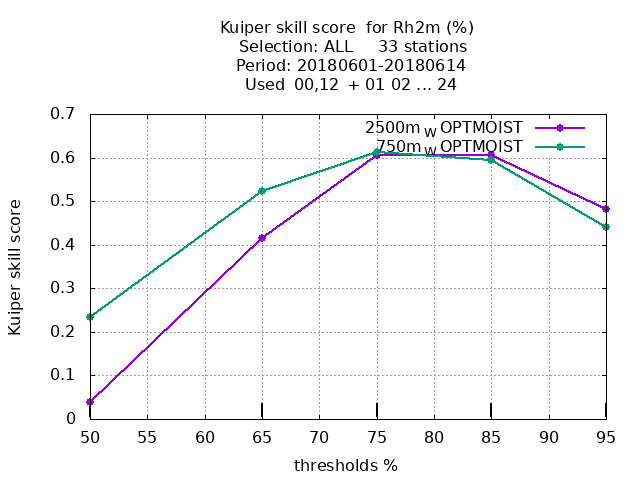 Kuiper skill score for Rh2m (%)
Selection: ALL 33 stations
Period: 20180601-20180614
Used 00,12 + 01 02 ... 24
0.7
0.6
0.5
0.4
0.3
0.2
0.1
0
Kuiper skill score
2500m W OPTMOIST
750m W OPTMOIST
50 55 60 65 70 75 80 85 90 95
thresholds %